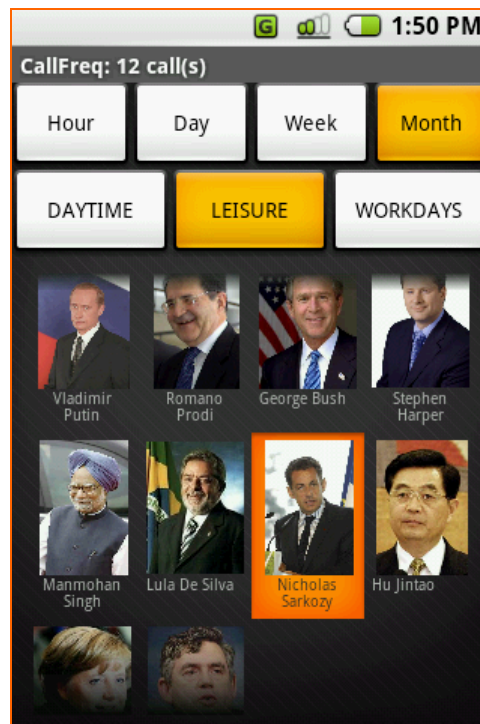 G 1:50 PM
CallFreq: 12 call(s)
Hour Day Week Month
DAYTIME LEISURE WORKDAYS
Vladimir Putin
Romano Prodi
George Bush
Stephen Harper
Manmohan Singh
Lula De Silva
Nicholas Sarkozy
Hu Jintao